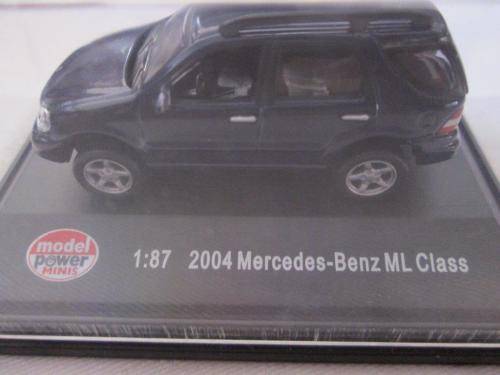 model
power
MINIS
1:87 2004 Mercedes-Benz ML Class